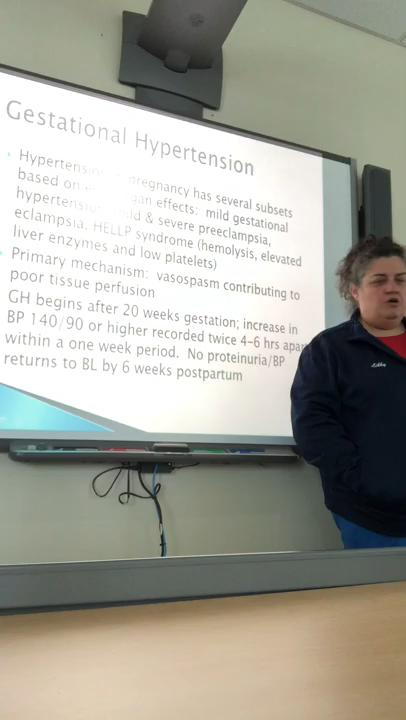 Gestational Hypertension
Hypertension pregnancy has several subsets
based on effects: mild gestational
hypertension, mild & severe preeclampsia,
eclampsia, HELLP syndrome (hemolysis, elevated
liver enzymes and low platelets)
Primary mechanism: vasospasm contributing to
poor tissue perfusion
GH begins after 20 weeks gestation; increase in
BP 140/90 or higher recorded twice 4-6 hrs apart
within a one week period. No proteinuria/BP
returns to BL by 6 weeks postpartum